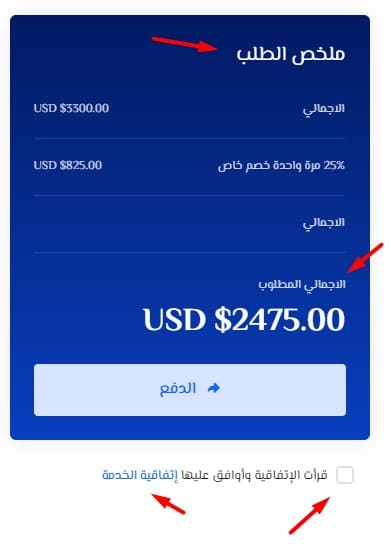 ملخص الطلب
الاجمالي USD $3300.00
25% مرة واحدة خصم خاص USD $825.00
الاجمالي
الاجمالي المطلوب
USD $2475.00
الدفع
قرأت الإتفاقية وأوافق عليها إتفاقية الخدمة